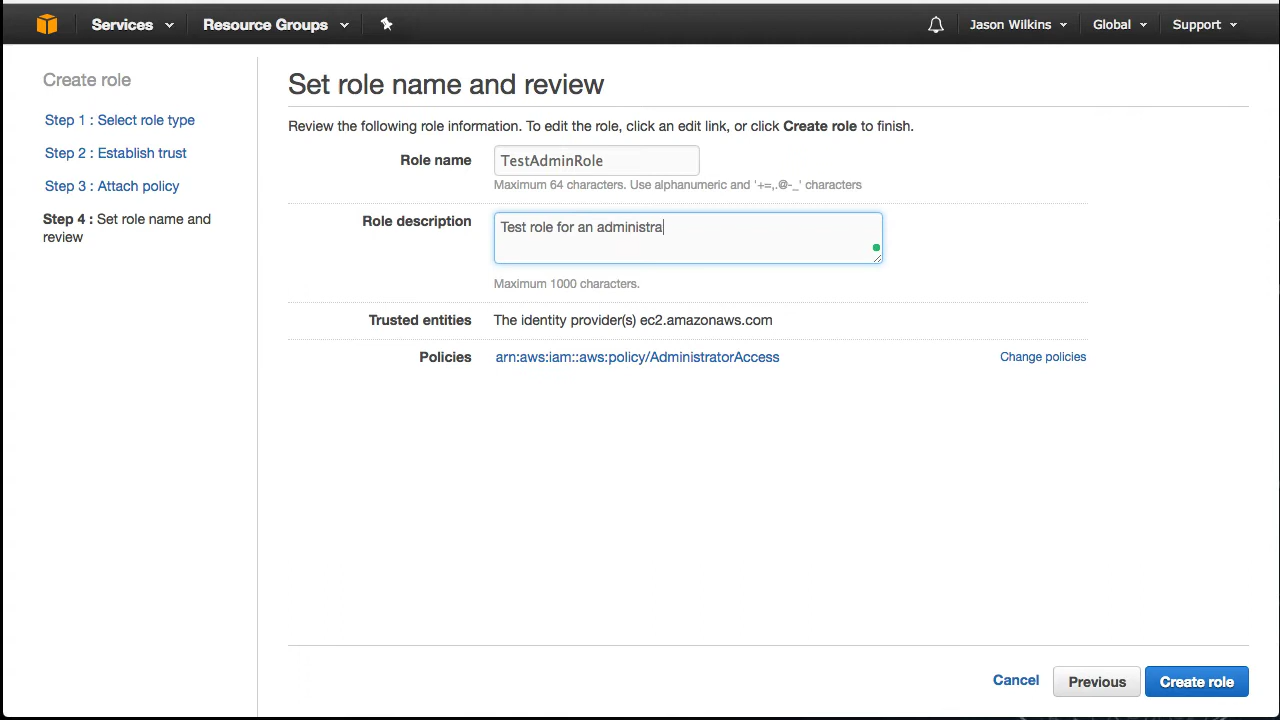 Services Resource Groups Jason Wilkins Global Support
Create role
Step 1 : Select role type
Step 2 : Establish trust
Step 3 : Attach policy
Step 4 : Set role name and
review
Set role name and review
Review the following role information. To edit the role, click an edit link, or click Create role to finish.
Role name TestAdminRole
Maximum 64 characters. Use alphanumeric and '+=,.@-_' characters
Role description Test role for an administra
Maximum 1000 characters.
Trusted entities The identity provider(s) ec2.amazonaws.com
Policies arn:aws:iam::aws:policy/AdministratorAccess Change policies
Cancel Previous Create role